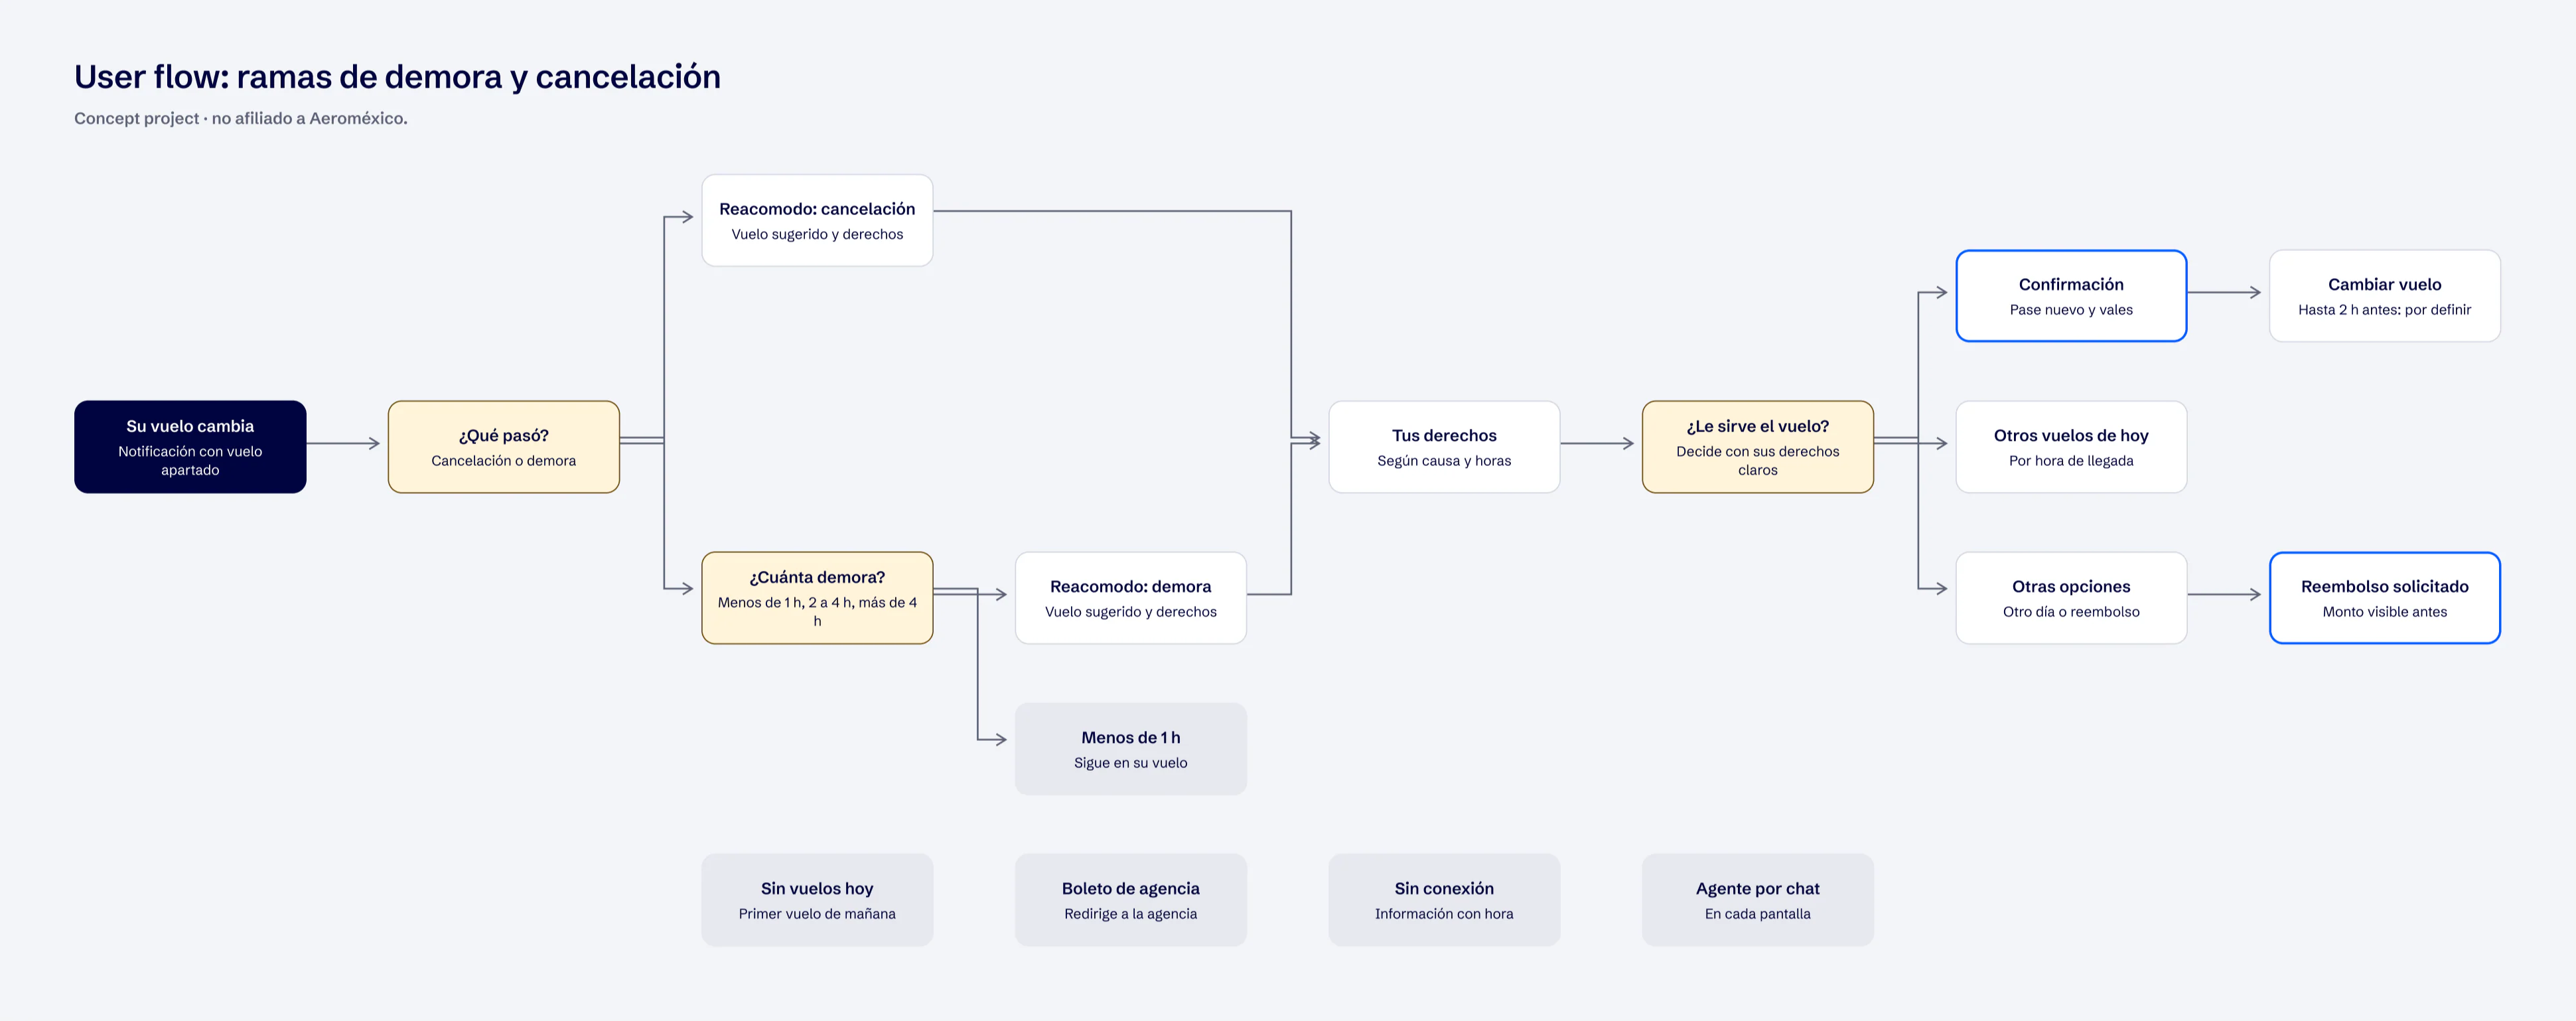 User flow: ramas de demora y cancelación
Concept project · no afiliado a Aeroméxico.
Reacomodo: cancelación
Vuelo sugerido y derechos
Confirmación
Pase nuevo y vales
Cambiar vuelo
Hasta 2 h antes: por definir
Su vuelo cambia
Notificación con vuelo
apartado
¿Qué pasó?
Cancelación o demora
Tus derechos
Según causa y horas
¿Le sirve el vuelo?
Decide con sus derechos
claros
Otros vuelos de hoy
Por hora de llegada
¿Cuánta demora?
Menos de 1 h, 2 a 4 h, más de 4
h
Reacomodo: demora
Vuelo sugerido y derechos
Otras opciones
Otro día o reembolso
Reembolso solicitado
Monto visible antes
Menos de 1 h
Sigue en su vuelo
Sin vuelos hoy
Primer vuelo de mañana
Boleto de agencia
Redirige a la agencia
Sin conexión
Información con hora
Agente por chat
En cada pantalla